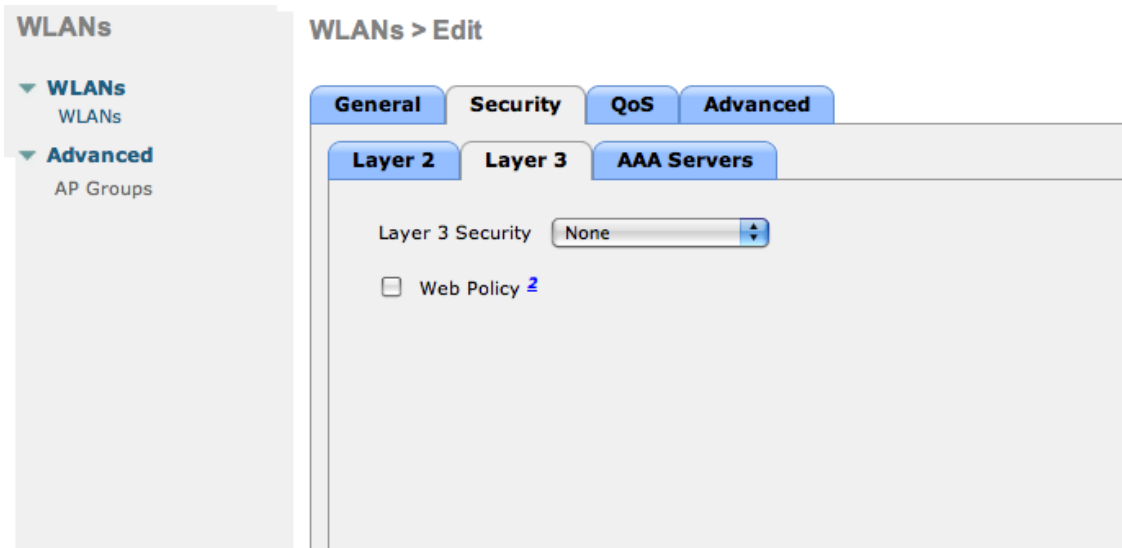 WLANs
WLANs
WLANs
Advanced
AP Groups
WLANs > Edit
General Security QoS Advanced
Layer 2 Layer 3 AAA Servers
Layer 3 Security None
Web Policy 2